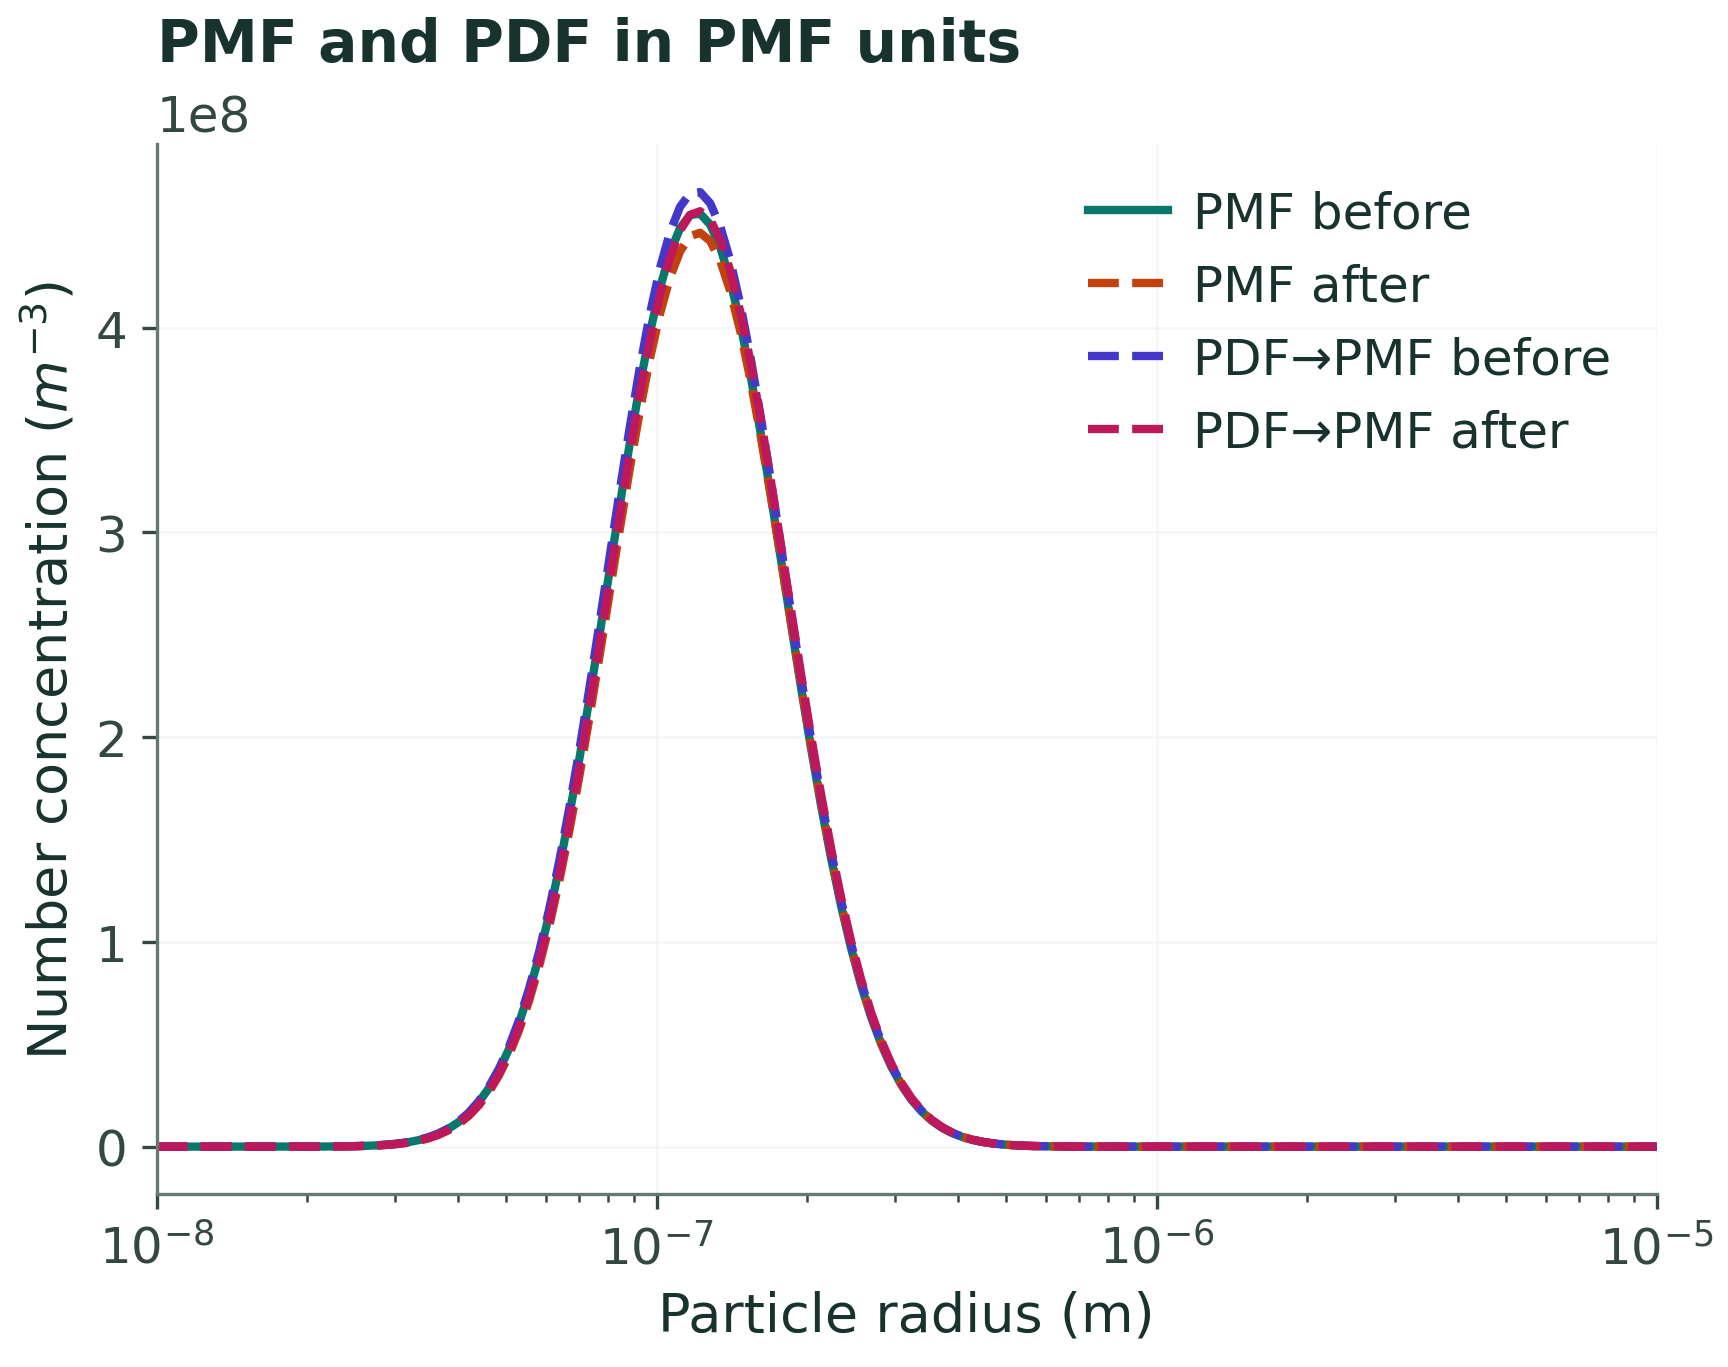 PMF and PDF in PMF units
1e8
PMF before
PMF after
PDF→PMF before
PDF→PMF after
Number concentration (m⁻³)
4
3
2
1
0
10⁻⁸ 10⁻⁷ 10⁻⁶ 10⁻⁵
Particle radius (m)